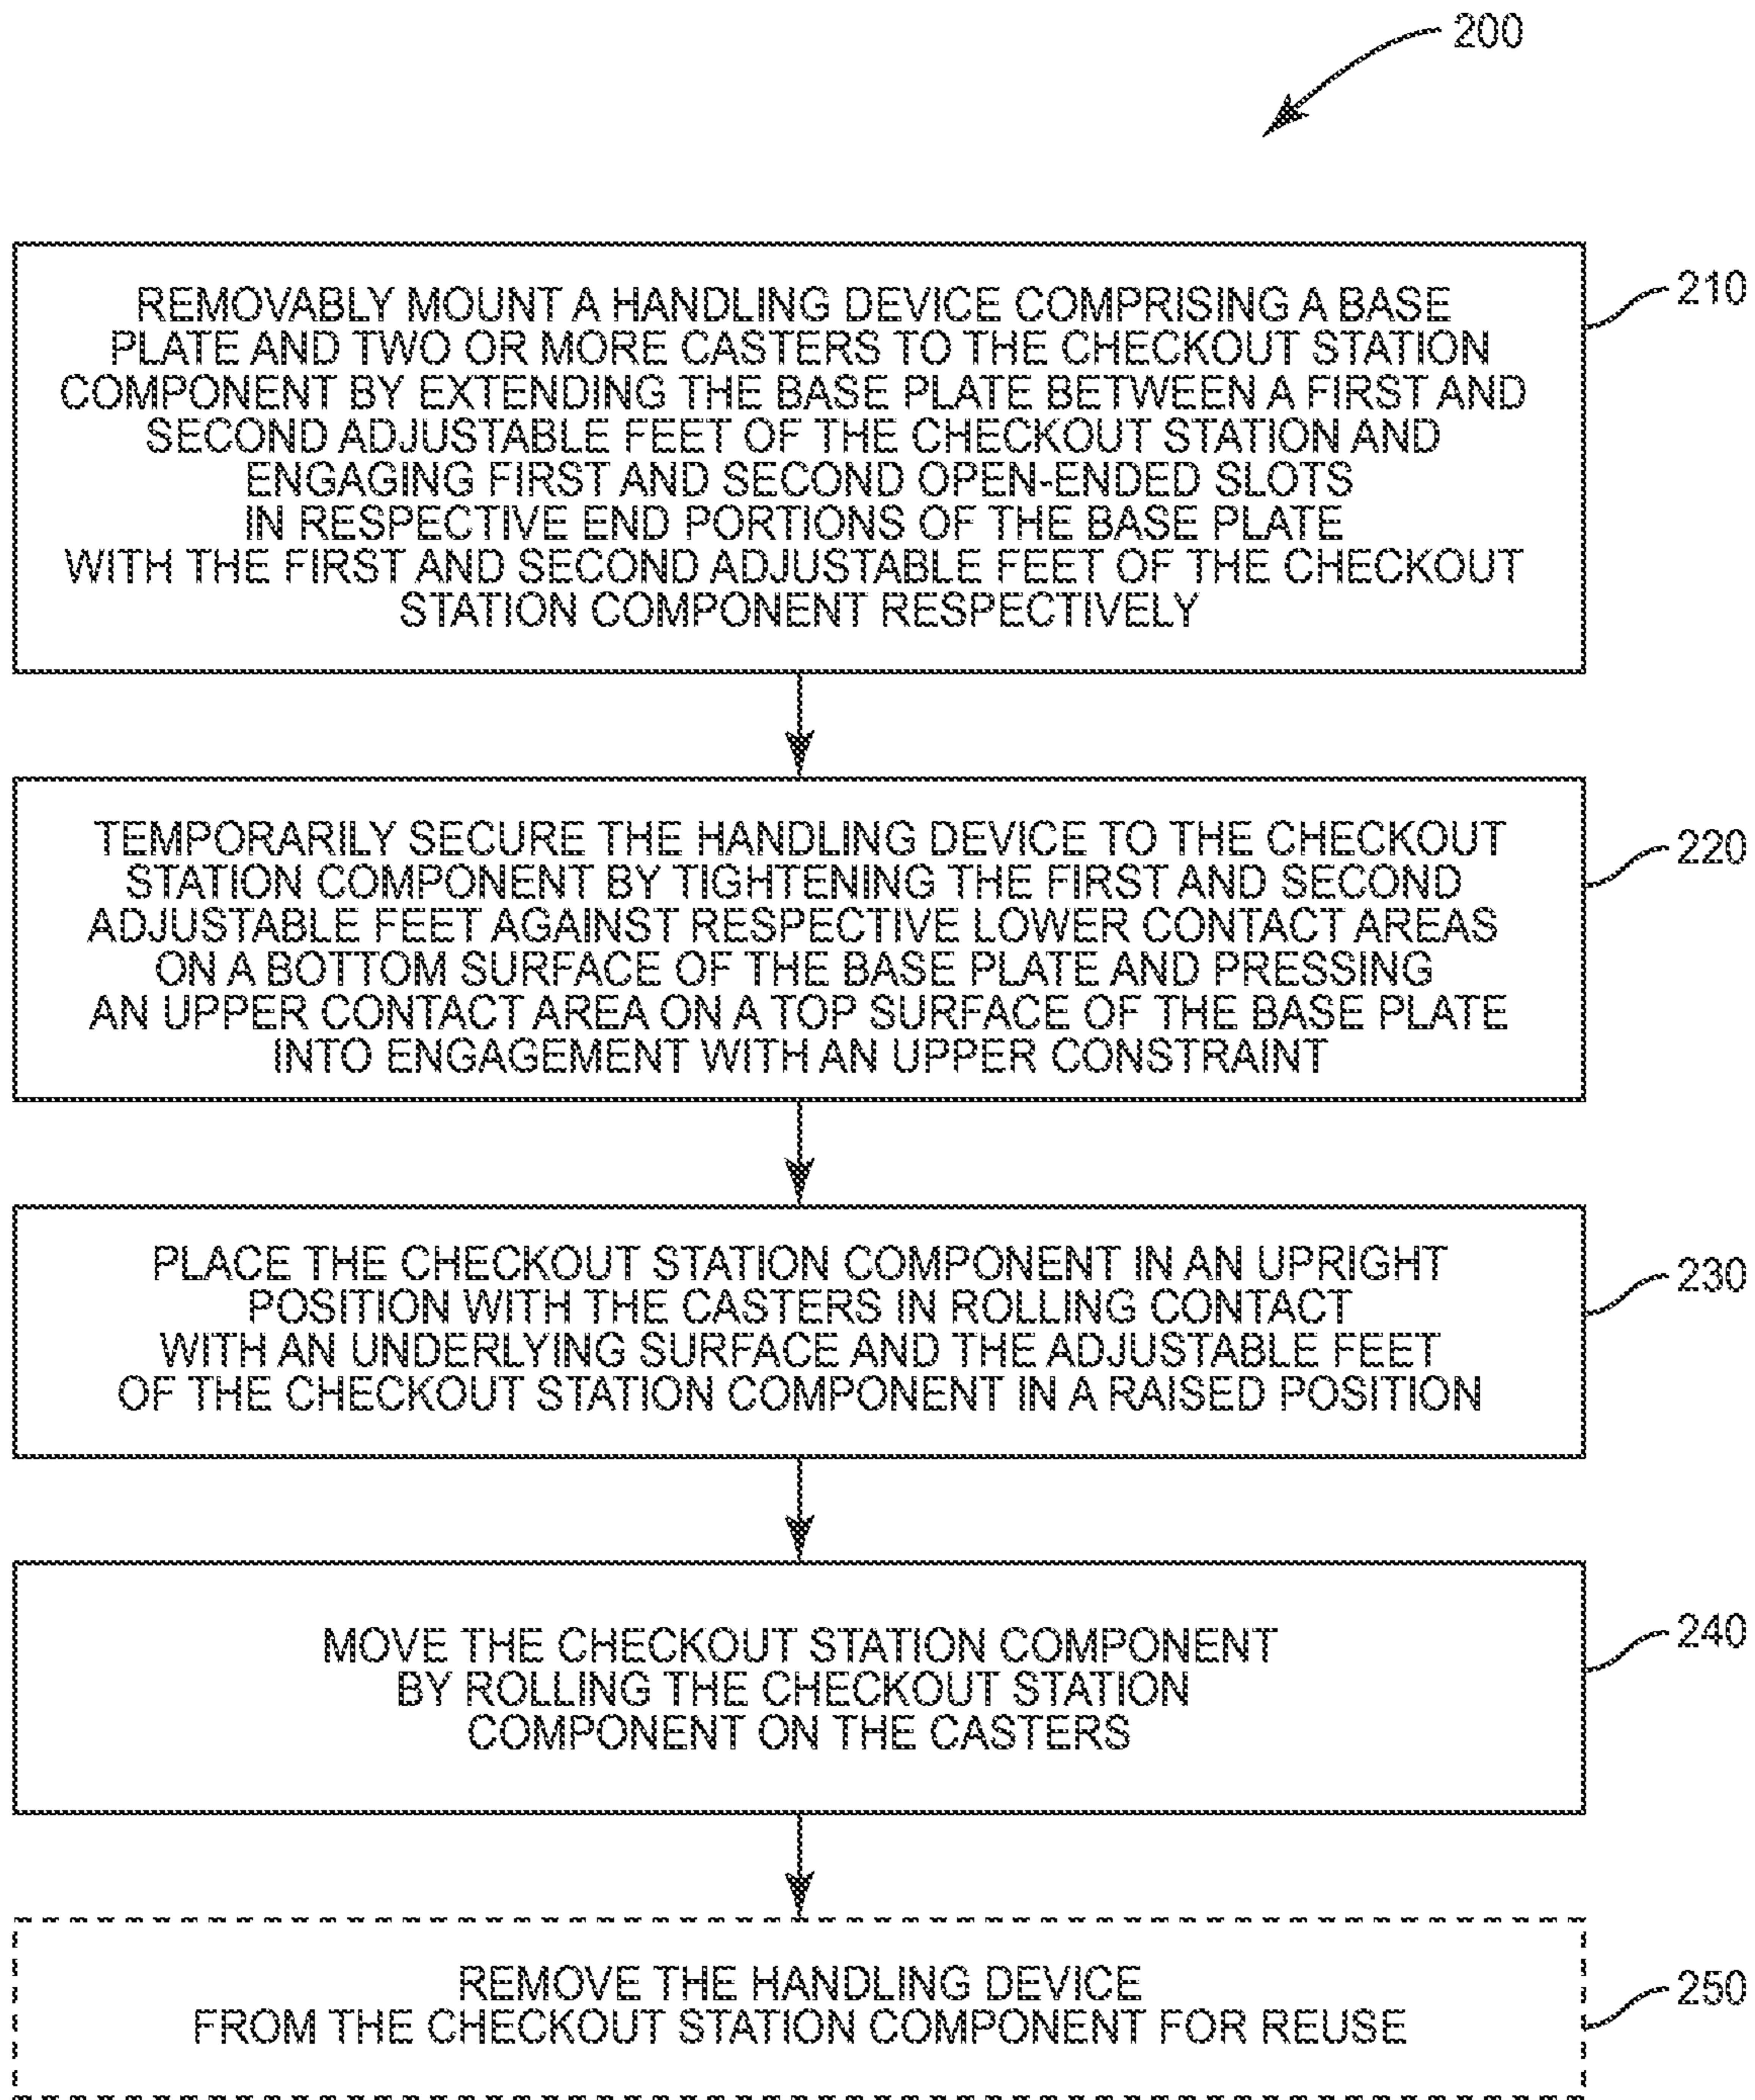 200
REMOVABLY MOUNT A HANDLING DEVICE COMPRISING A BASE
PLATE AND TWO OR MORE CASTERS TO THE CHECKOUT STATION
COMPONENT BY EXTENDING THE BASE PLATE BETWEEN A FIRST AND
SECOND ADJUSTABLE FEET OF THE CHECKOUT STATION AND
ENGAGING FIRST AND SECOND OPEN-ENDED SLOTS
IN RESPECTIVE END PORTIONS OF THE BASE PLATE
WITH THE FIRST AND SECOND ADJUSTABLE FEET OF THE CHECKOUT
STATION COMPONENT RESPECTIVELY
210
TEMPORARILY SECURE THE HANDLING DEVICE TO THE CHECKOUT
STATION COMPONENT BY TIGHTENING THE FIRST AND SECOND
ADJUSTABLE FEET AGAINST RESPECTIVE LOWER CONTACT AREAS
ON A BOTTOM SURFACE OF THE BASE PLATE AND PRESSING
AN UPPER CONTACT AREA ON A TOP SURFACE OF THE BASE PLATE
INTO ENGAGEMENT WITH AN UPPER CONSTRAINT
220
PLACE THE CHECKOUT STATION COMPONENT IN AN UPRIGHT
POSITION WITH THE CASTERS IN ROLLING CONTACT
WITH AN UNDERLYING SURFACE AND THE ADJUSTABLE FEET
OF THE CHECKOUT STATION COMPONENT IN A RAISED POSITION
230
MOVE THE CHECKOUT STATION COMPONENT
BY ROLLING THE CHECKOUT STATION
COMPONENT ON THE CASTERS
240
REMOVE THE HANDLING DEVICE
FROM THE CHECKOUT STATION COMPONENT FOR REUSE
250